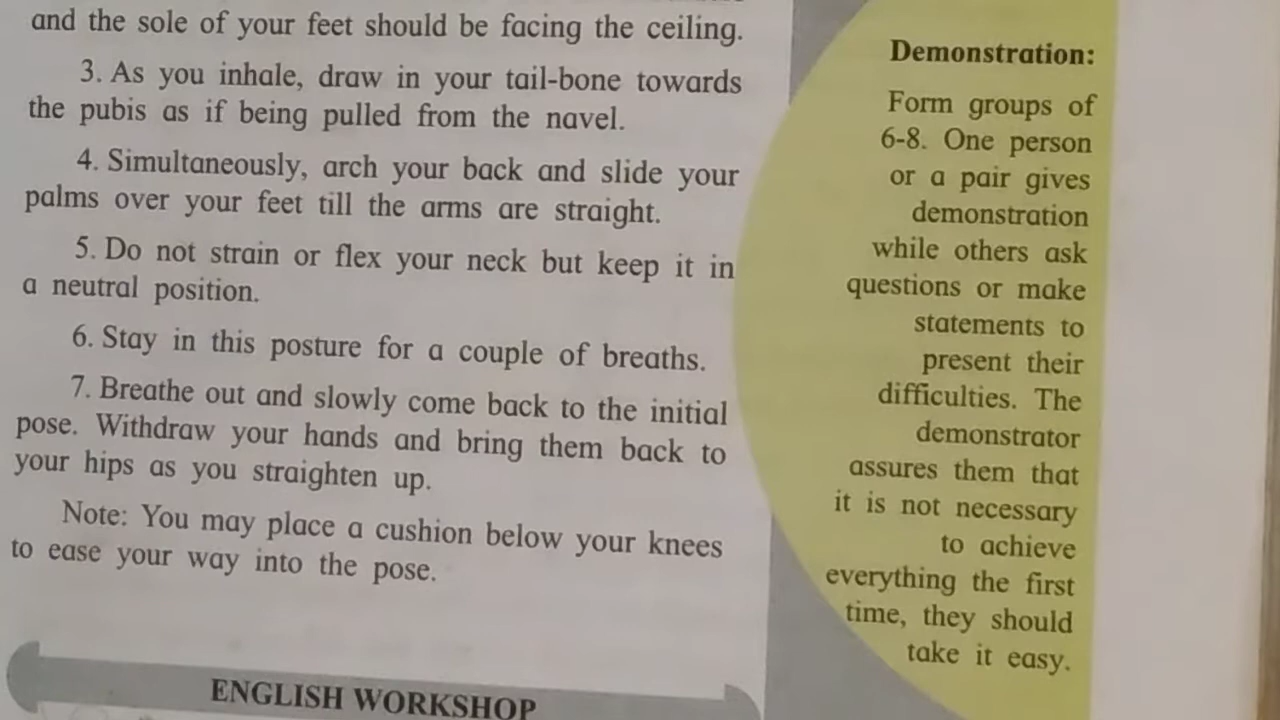 and the sole of your feet should be facing the ceiling.
3. As you inhale, draw in your tail-bone towards
the pubis as if being pulled from the navel.
4. Simultaneously, arch your back and slide your
palms over your feet till the arms are straight.
5. Do not strain or flex your neck but keep it in
a neutral position.
6. Stay in this posture for a couple of breaths.
7. Breathe out and slowly come back to the initial
pose. Withdraw your hands and bring them back to
your hips as you straighten up.
Note: You may place a cushion below your knees
to ease your way into the pose.
ENGLISH WORKSHOP
Demonstration:
Form groups of
6-8. One person
or a pair gives
demonstration
while others ask
questions or make
statements to
present their
difficulties. The
demonstrator
assures them that
it is not necessary
to achieve
everything the first
time, they should
take it easy.